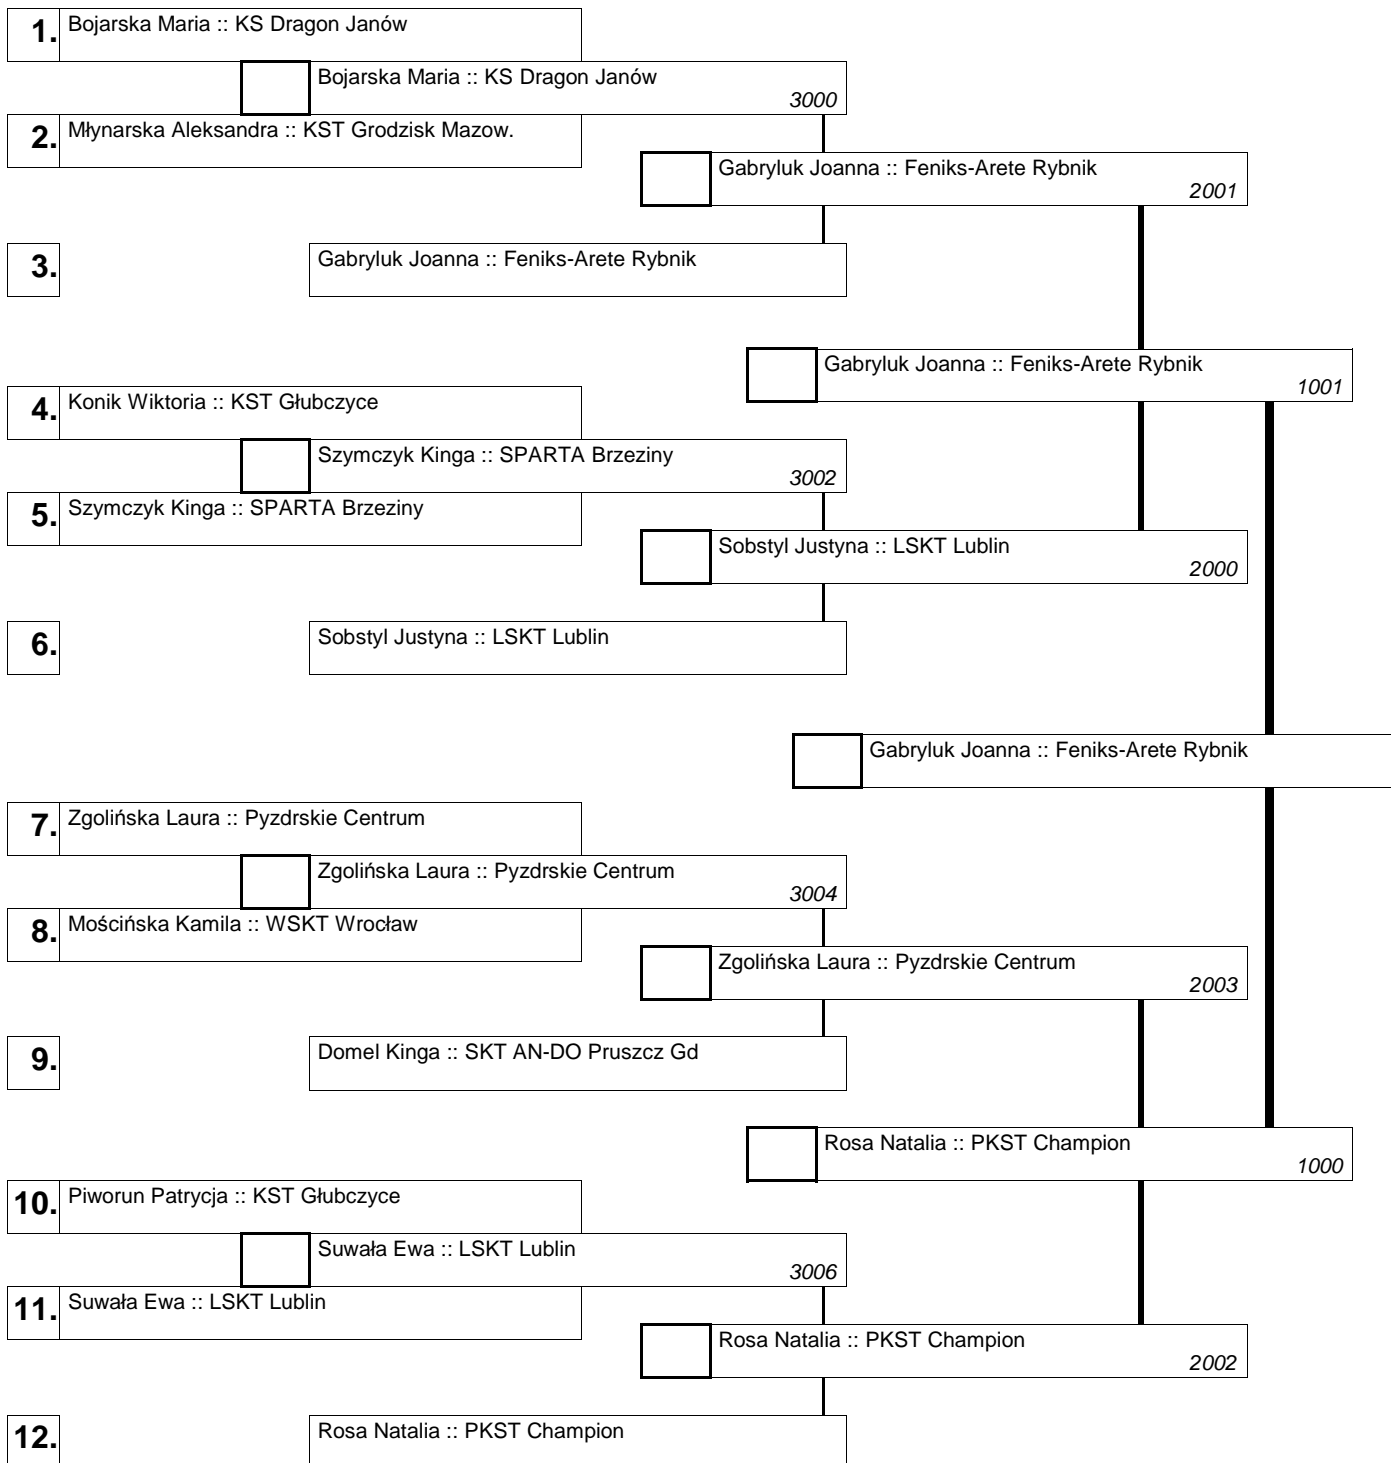 1. Bojarska Maria :: KS Dragon Janów
Bojarska Maria :: KS Dragon Janów
3000
2. Młynarska Aleksandra :: KST Grodzisk Mazow.
Gabryluk Joanna :: Feniks-Arete Rybnik
2001
3. Gabryluk Joanna :: Feniks-Arete Rybnik
Gabryluk Joanna :: Feniks-Arete Rybnik
1001
4. Konik Wiktoria :: KST Głubczyce
Szymczyk Kinga :: SPARTA Brzeziny
3002
5. Szymczyk Kinga :: SPARTA Brzeziny
Sobstyl Justyna :: LSKT Lublin
2000
6. Sobstyl Justyna :: LSKT Lublin
Gabryluk Joanna :: Feniks-Arete Rybnik
7. Zgolińska Laura :: Pyzdrskie Centrum
Zgolińska Laura :: Pyzdrskie Centrum
3004
8. Mościńska Kamila :: WSKT Wrocław
Zgolińska Laura :: Pyzdrskie Centrum
2003
9. Domel Kinga :: SKT AN-DO Pruszcz Gd
Rosa Natalia :: PKST Champion
1000
10. Piworun Patrycja :: KST Głubczyce
Suwała Ewa :: LSKT Lublin
3006
11. Suwała Ewa :: LSKT Lublin
Rosa Natalia :: PKST Champion
2002
12. Rosa Natalia :: PKST Champion